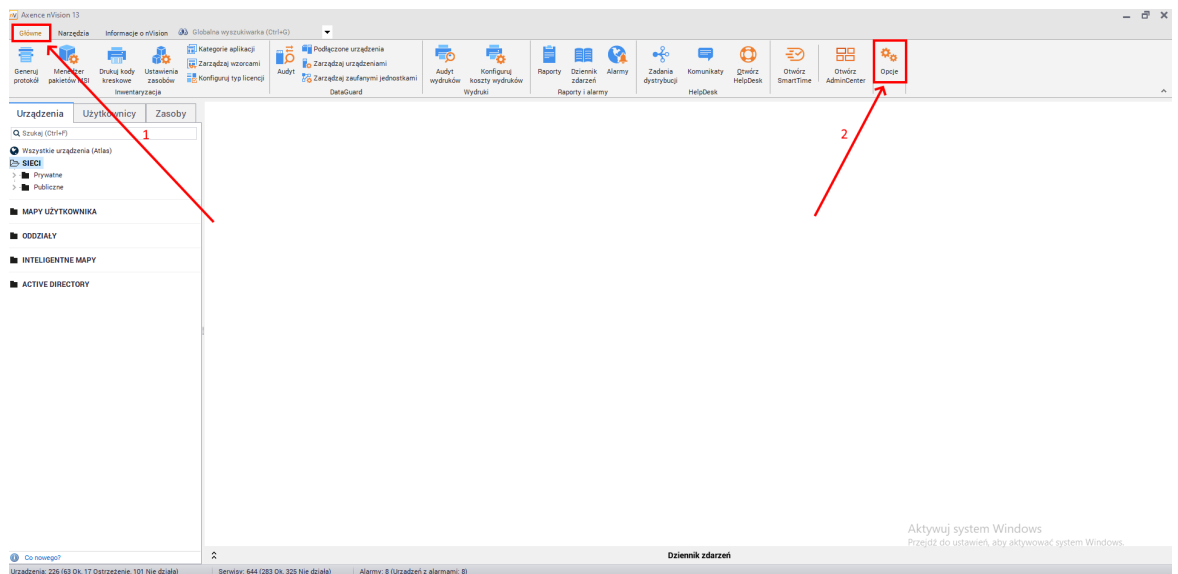 nV Axence nVision 13
Główne Narzędzia Informacje o nVision Globalna wyszukiwarka (Ctrl+G)
Generuj protokół
Menedżer pakietów MSI
Drukuj kody kreskowe
Ustawienia zasobów
Kategorie aplikacji
Zarządzaj wzorcami
Konfiguruj typ licencji
Inwentaryzacja
Audyt
Podłączone urządzenia
Zarządzaj urządzeniami
Zarządzaj zaufanymi jednostkami
DataGuard
Audyt wydruków
Konfiguruj koszty wydruków
Wydruki
Raporty
Dziennik zdarzeń
Alarmy
Raporty i alarmy
Zadania dystrybucji
Komunikaty
Otwórz HelpDesk
HelpDesk
Otwórz SmartTime
Otwórz AdminCenter
Opcje
Urządzenia Użytkownicy Zasoby
1
2
Szukaj (Ctrl+F)
Wszystkie urządzenia (Atlas)
SIECI
Prywatne
Publiczne
MAPY UŻYTKOWNIKA
ODDZIAŁY
INTELIGENTNE MAPY
ACTIVE DIRECTORY
Aktywuj system Windows
Przejdź do ustawień, aby aktywować system Windows.
Co nowego?
Dziennik zdarzeń
Urządzenia: 226 (63 Ok, 17 Ostrzeżenie, 101 Nie działa) Serwisy: 644 (283 Ok, 325 Nie działa) Alarmy: 8 (Urządzeń z alarmami: 8)